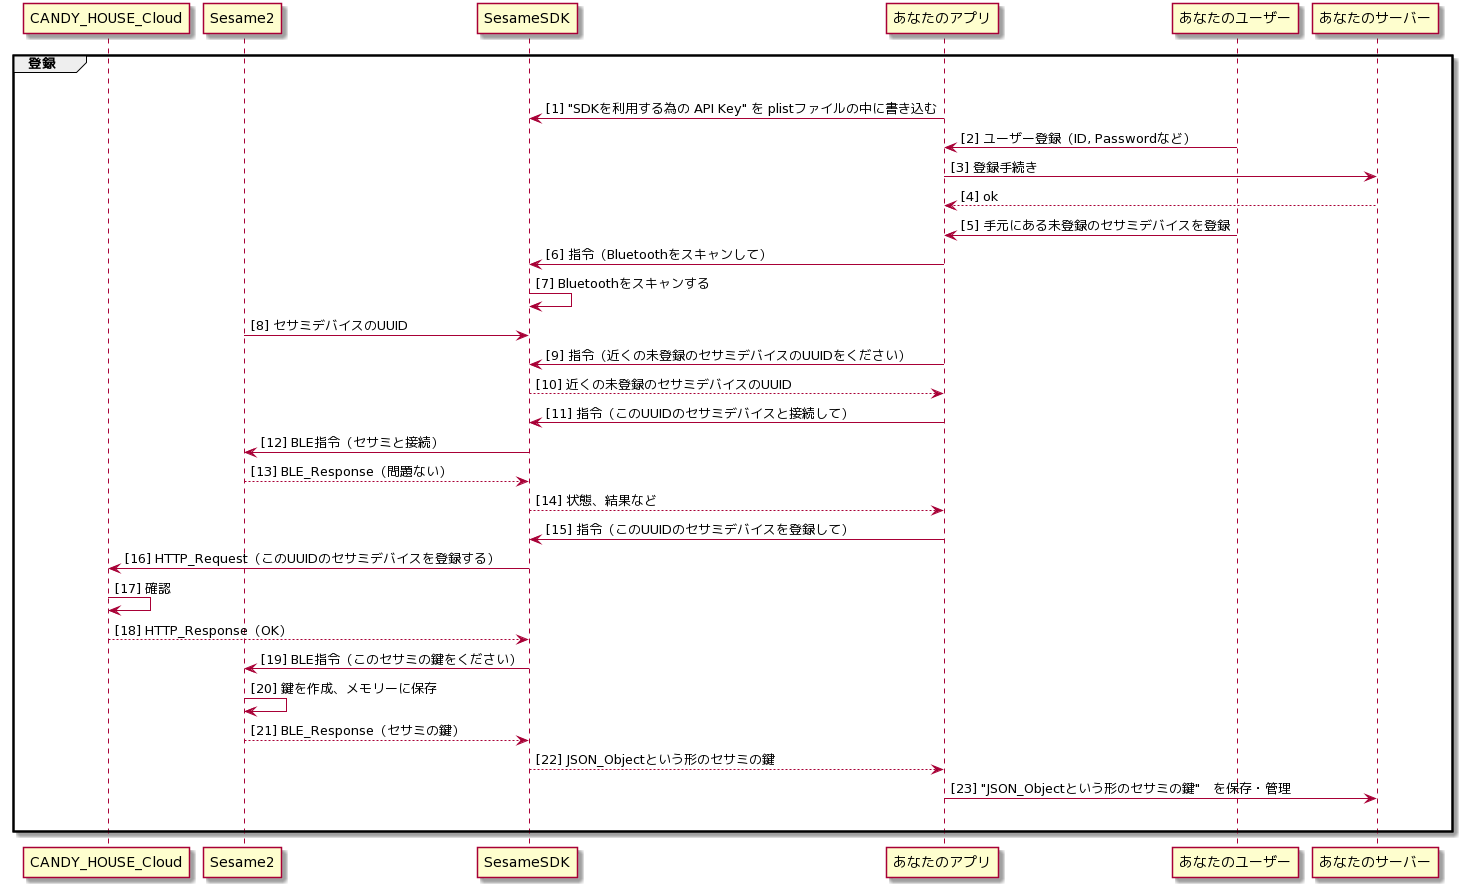 CANDY_HOUSE_Cloud
Sesame2
SesameSDK
あなたのアプリ
あなたのユーザー
あなたのサーバー
登録
[1] "SDKを利用する為の API Key" を plistファイルの中に書き込む
[2] ユーザー登録（ID, Passwordなど）
[3] 登録手続き
[4] ok
[5] 手元にある未登録のセサミデバイスを登録
[6] 指令（Bluetoothをスキャンして）
[7] Bluetoothをスキャンする
[8] セサミデバイスのUUID
[9] 指令（近くの未登録のセサミデバイスのUUIDをください）
[10] 近くの未登録のセサミデバイスのUUID
[11] 指令（このUUIDのセサミデバイスと接続して）
[12] BLE指令（セサミと接続）
[13] BLE_Response（問題ない）
[14] 状態、結果など
[15] 指令（このUUIDのセサミデバイスを登録して）
[16] HTTP_Request（このUUIDのセサミデバイスを登録する）
[17] 確認
[18] HTTP_Response（OK）
[19] BLE指令（このセサミの鍵をください）
[20] 鍵を作成、メモリーに保存
[21] BLE_Response（セサミの鍵）
[22] JSON_Objectという形のセサミの鍵
[23] "JSON_Objectという形のセサミの鍵"　を保存・管理
CANDY_HOUSE_Cloud
Sesame2
SesameSDK
あなたのアプリ
あなたのユーザー
あなたのサーバー